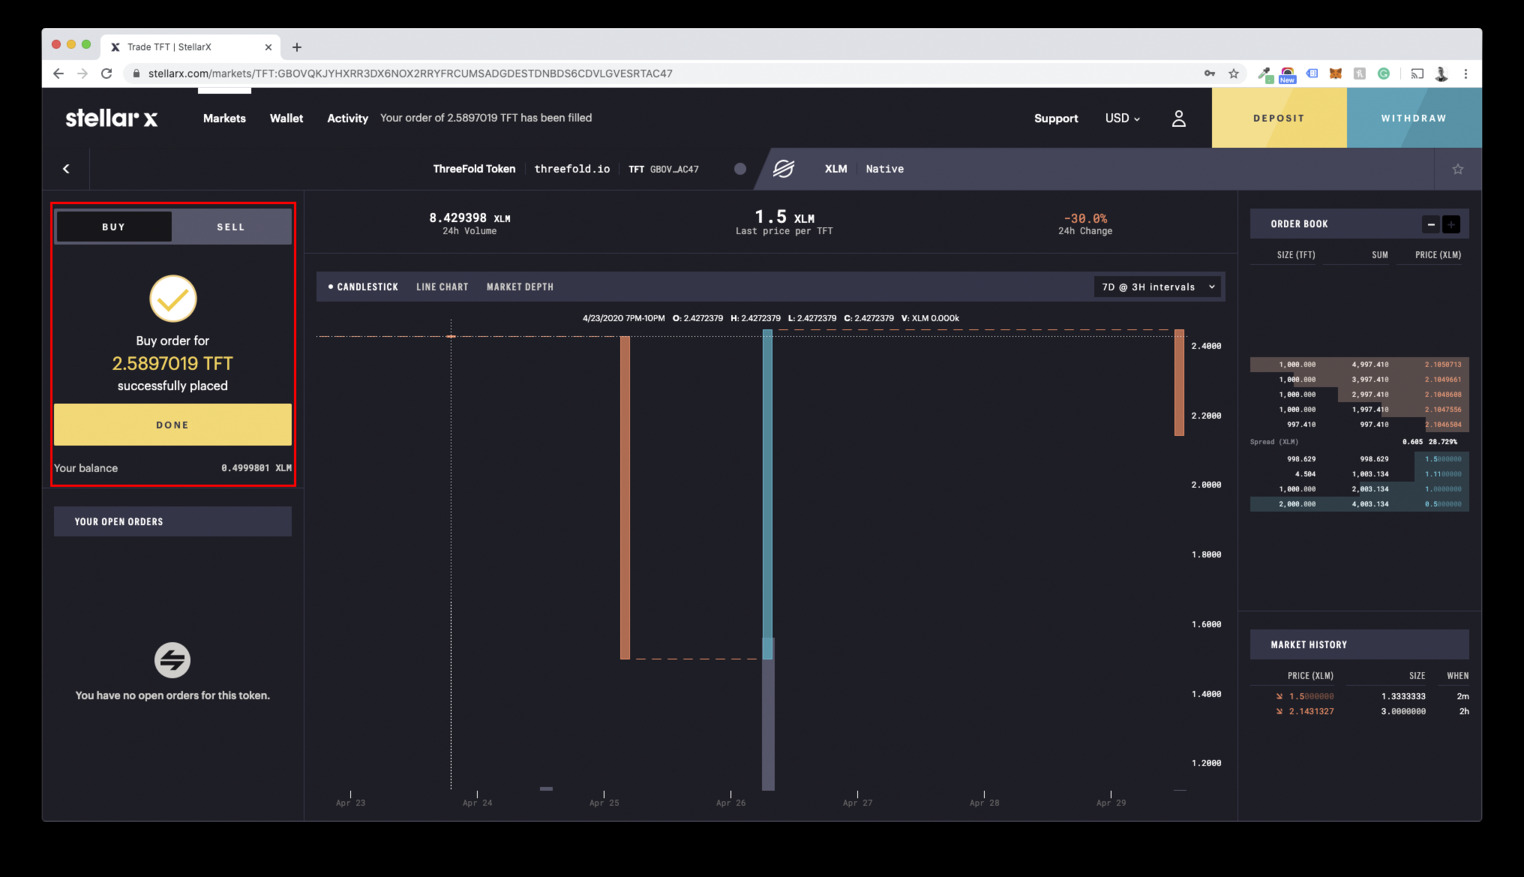 Trade TFT | StellarX
stellarx.com/markets/TFT:GBOVQKJYHXRR3DX6NOX2RRYFRCUMSADGDESTDNBDS6CDVLGVESRTAC47
New
stellar x
Markets
Wallet
Activity
Your order of 2.5897019 TFT has been filled
Support
USD
DEPOSIT
WITHDRAW
ThreeFold Token
threefold.io
TFT GBOV_AC47
XLM
Native
BUY
SELL
Buy order for
2.5897019 TFT
successfully placed
DONE
Your balance
0.4999801 XLM
YOUR OPEN ORDERS
You have no open orders for this token.
8.429398 XLM
24h Volume
1.5 XLM
Last price per TFT
-30.0%
24h Change
CANDLESTICK
LINE CHART
MARKET DEPTH
7D @ 3H intervals
4/23/2020 7PM-10PM O: 2.4272379 H: 2.4272379 L: 2.4272379 C: 2.4272379 V: XLM 0.000k
2.4000
2.2000
2.0000
1.8000
1.6000
1.4000
1.2000
Apr 23
Apr 24
Apr 25
Apr 26
Apr 27
Apr 28
Apr 29
ORDER BOOK
SIZE (TFT) SUM PRICE (XLM)
1,000.000 4,997.410 2.1050713
1,000.000 3,997.410 2.1049661
1,000.000 2,997.410 2.1048608
1,000.000 1,997.410 2.1047556
997.410 997.410 2.1046504
Spread (XLM) 0.605 28.729%
998.629 998.629 1.5000000
4.504 1,003.134 1.1100000
1,000.000 2,003.134 1.0000000
2,000.000 4,003.134 0.5000000
MARKET HISTORY
PRICE (XLM) SIZE WHEN
1.5000000 1.3333333 2m
2.1431327 3.0000000 2h